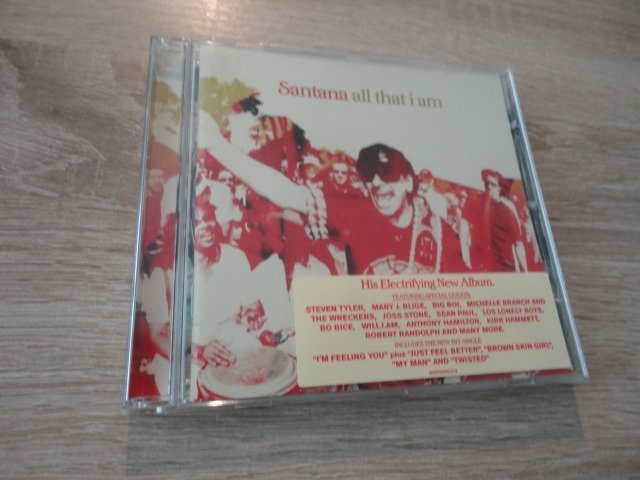 Santana all that i am
His Electrifying New Album.
FEATURING SPECIAL GUESTS:
STEVEN TYLER, MARY J. BLIGE, BIG BOI, MICHELLE BRANCH AND
THE WRECKERS, JOSS STONE, SEAN PAUL, LOS LONELY BOYS,
BO BICE, WILL.I.AM, ANTHONY HAMILTON, KIRK HAMMETT,
ROBERT RANDOLPH AND MANY MORE.
INCLUDES THE NEW HIT SINGLE
"I'M FEELING YOU" plus "JUST FEEL BETTER", "BROWN SKIN GIRL",
"MY MAN" AND "TWISTED"